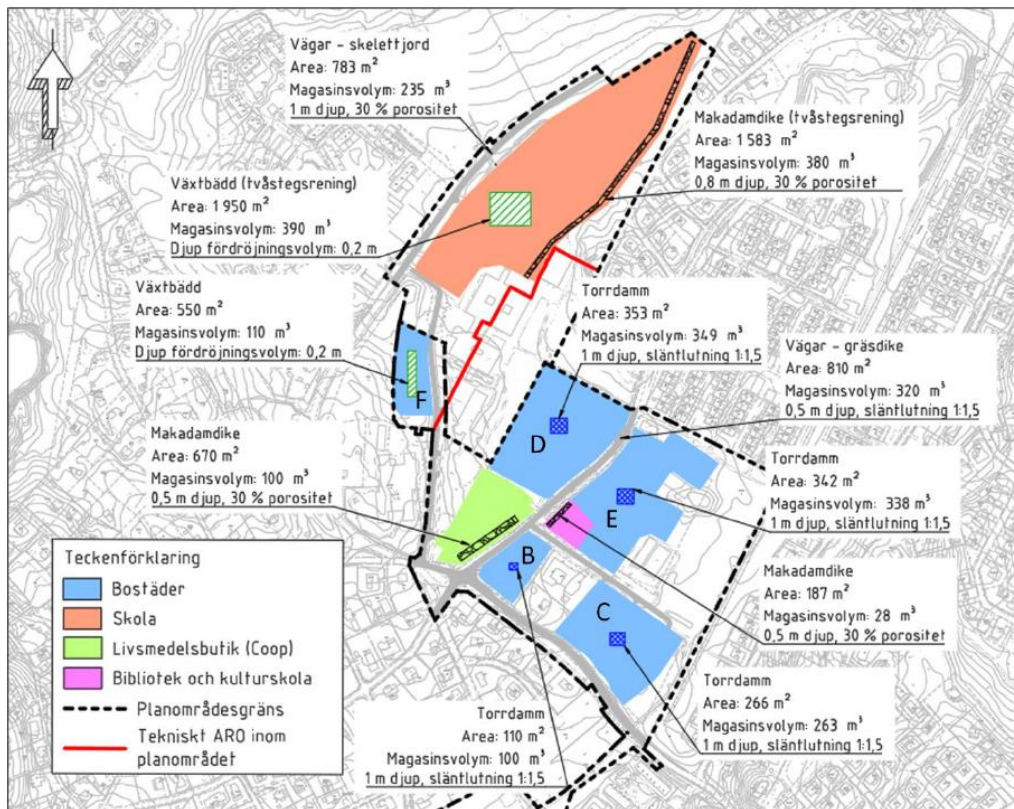 Vägar - skelettjord
Area: 783 m²
Magasinsvolym: 235 m³
1 m djup, 30 % porositet
Makadamdike (tvåstegsrening)
Area: 1 583 m²
Magasinsvolym: 380 m³
0,8 m djup, 30 % porositet
Växtbädd (tvåstegsrening)
Area: 1 950 m²
Magasinsvolym: 390 m³
Djup fördröjningsvolym: 0,2 m
Växtbädd
Area: 550 m²
Magasinsvolym: 110 m³
Djup fördröjningsvolym: 0,2 m
Torrdamm
Area: 353 m²
Magasinsvolym: 349 m³
1 m djup, släntlutning 1:1,5
Vägar - gräsdike
Area: 810 m²
Magasinsvolym: 320 m³
0,5 m djup, släntlutning 1:1,5
F
D
Makadamdike
Area: 670 m²
Magasinsvolym: 100 m³
0,5 m djup, 30 % porositet
Torrdamm
Area: 342 m²
Magasinsvolym: 338 m³
1 m djup, släntlutning 1:1,5
E
B
C
Makadamdike
Area: 187 m²
Magasinsvolym: 28 m³
0,5 m djup, 30 % porositet
Teckenförklaring
Bostäder
Skola
Livsmedelsbutik (Coop)
Bibliotek och kulturskola
Planområdesgräns
Tekniskt ARO inom
planområdet
Torrdamm
Area: 110 m²
Magasinsvolym: 100 m³
1 m djup, släntlutning 1:1,5
Torrdamm
Area: 266 m²
Magasinsvolym: 263 m³
1 m djup, släntlutning 1:1,5